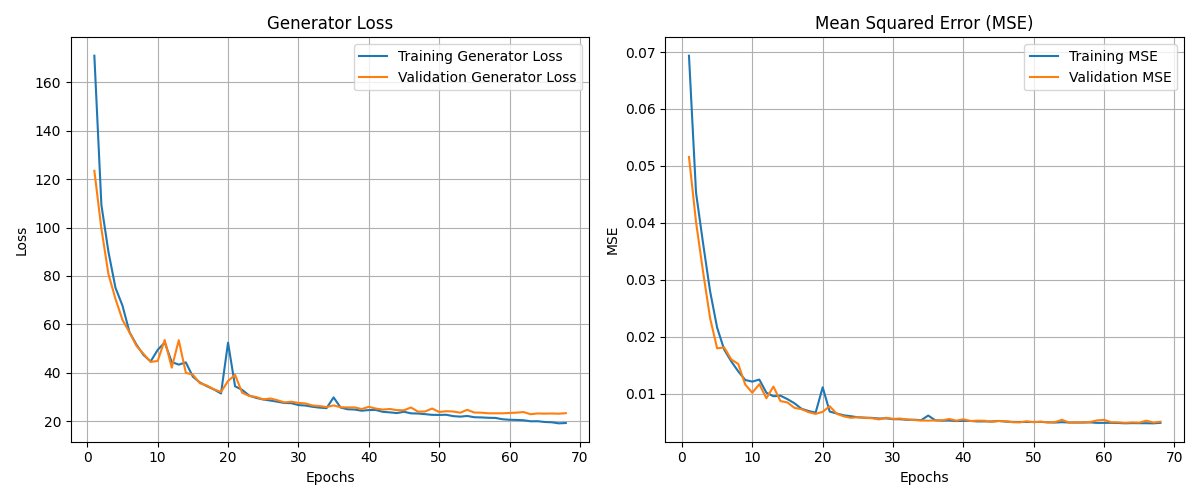 Generator Loss
Training Generator Loss
Validation Generator Loss
Loss
160
140
120
100
80
60
40
20
0 10 20 30 40 50 60 70
Epochs
Mean Squared Error (MSE)
Training MSE
Validation MSE
MSE
0.07
0.06
0.05
0.04
0.03
0.02
0.01
0 10 20 30 40 50 60 70
Epochs